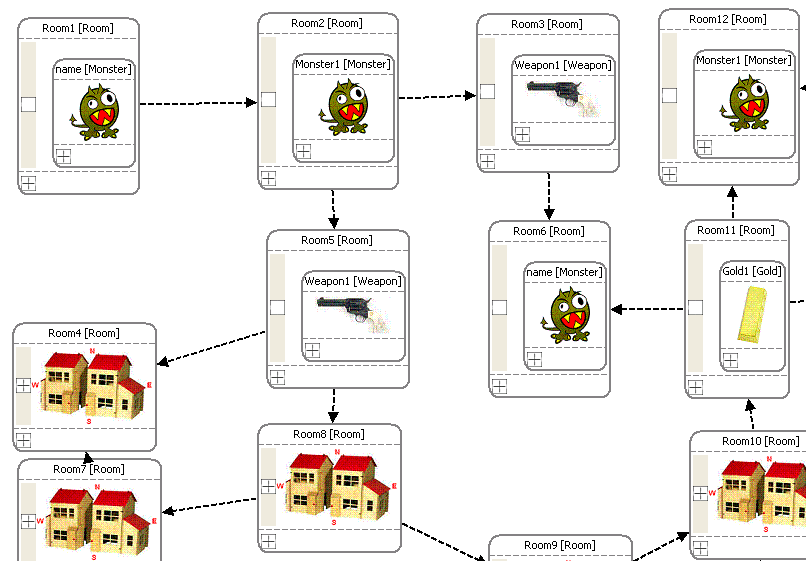 Room1 [Room]
name [Monster]
Room2 [Room]
Monster1 [Monster]
Room3 [Room]
Weapon1 [Weapon]
Room12 [Room]
Monster1 [Monster]
Room5 [Room]
Weapon1 [Weapon]
Room6 [Room]
name [Monster]
Room11 [Room]
Gold1 [Gold]
Room4 [Room]
N
W
E
S
Room8 [Room]
N
W
E
S
Room10 [Room]
N
W
S
Room7 [Room]
N
W
E
Room9 [Room]